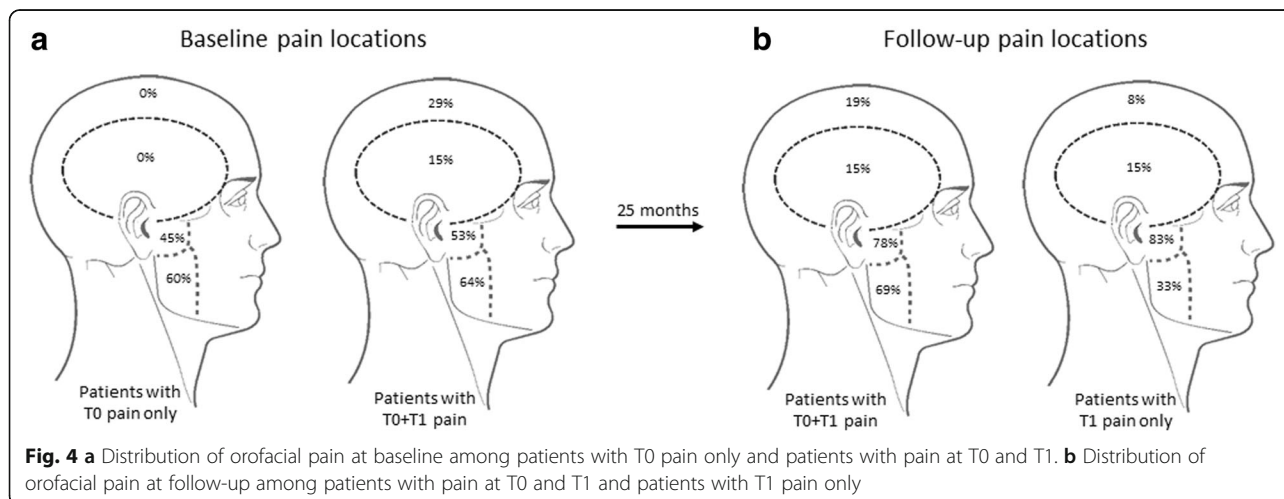 a Baseline pain locations
b Follow-up pain locations
0%
0%
45%
60%
Patients with
T0 pain only
29%
15%
53%
64%
Patients with
T0+T1 pain
25 months
19%
15%
78%
69%
Patients with
T0+T1 pain
8%
15%
83%
33%
Patients with
T1 pain only
Fig. 4 a Distribution of orofacial pain at baseline among patients with T0 pain only and patients with pain at T0 and T1. b Distribution of
orofacial pain at follow-up among patients with pain at T0 and T1 and patients with T1 pain only